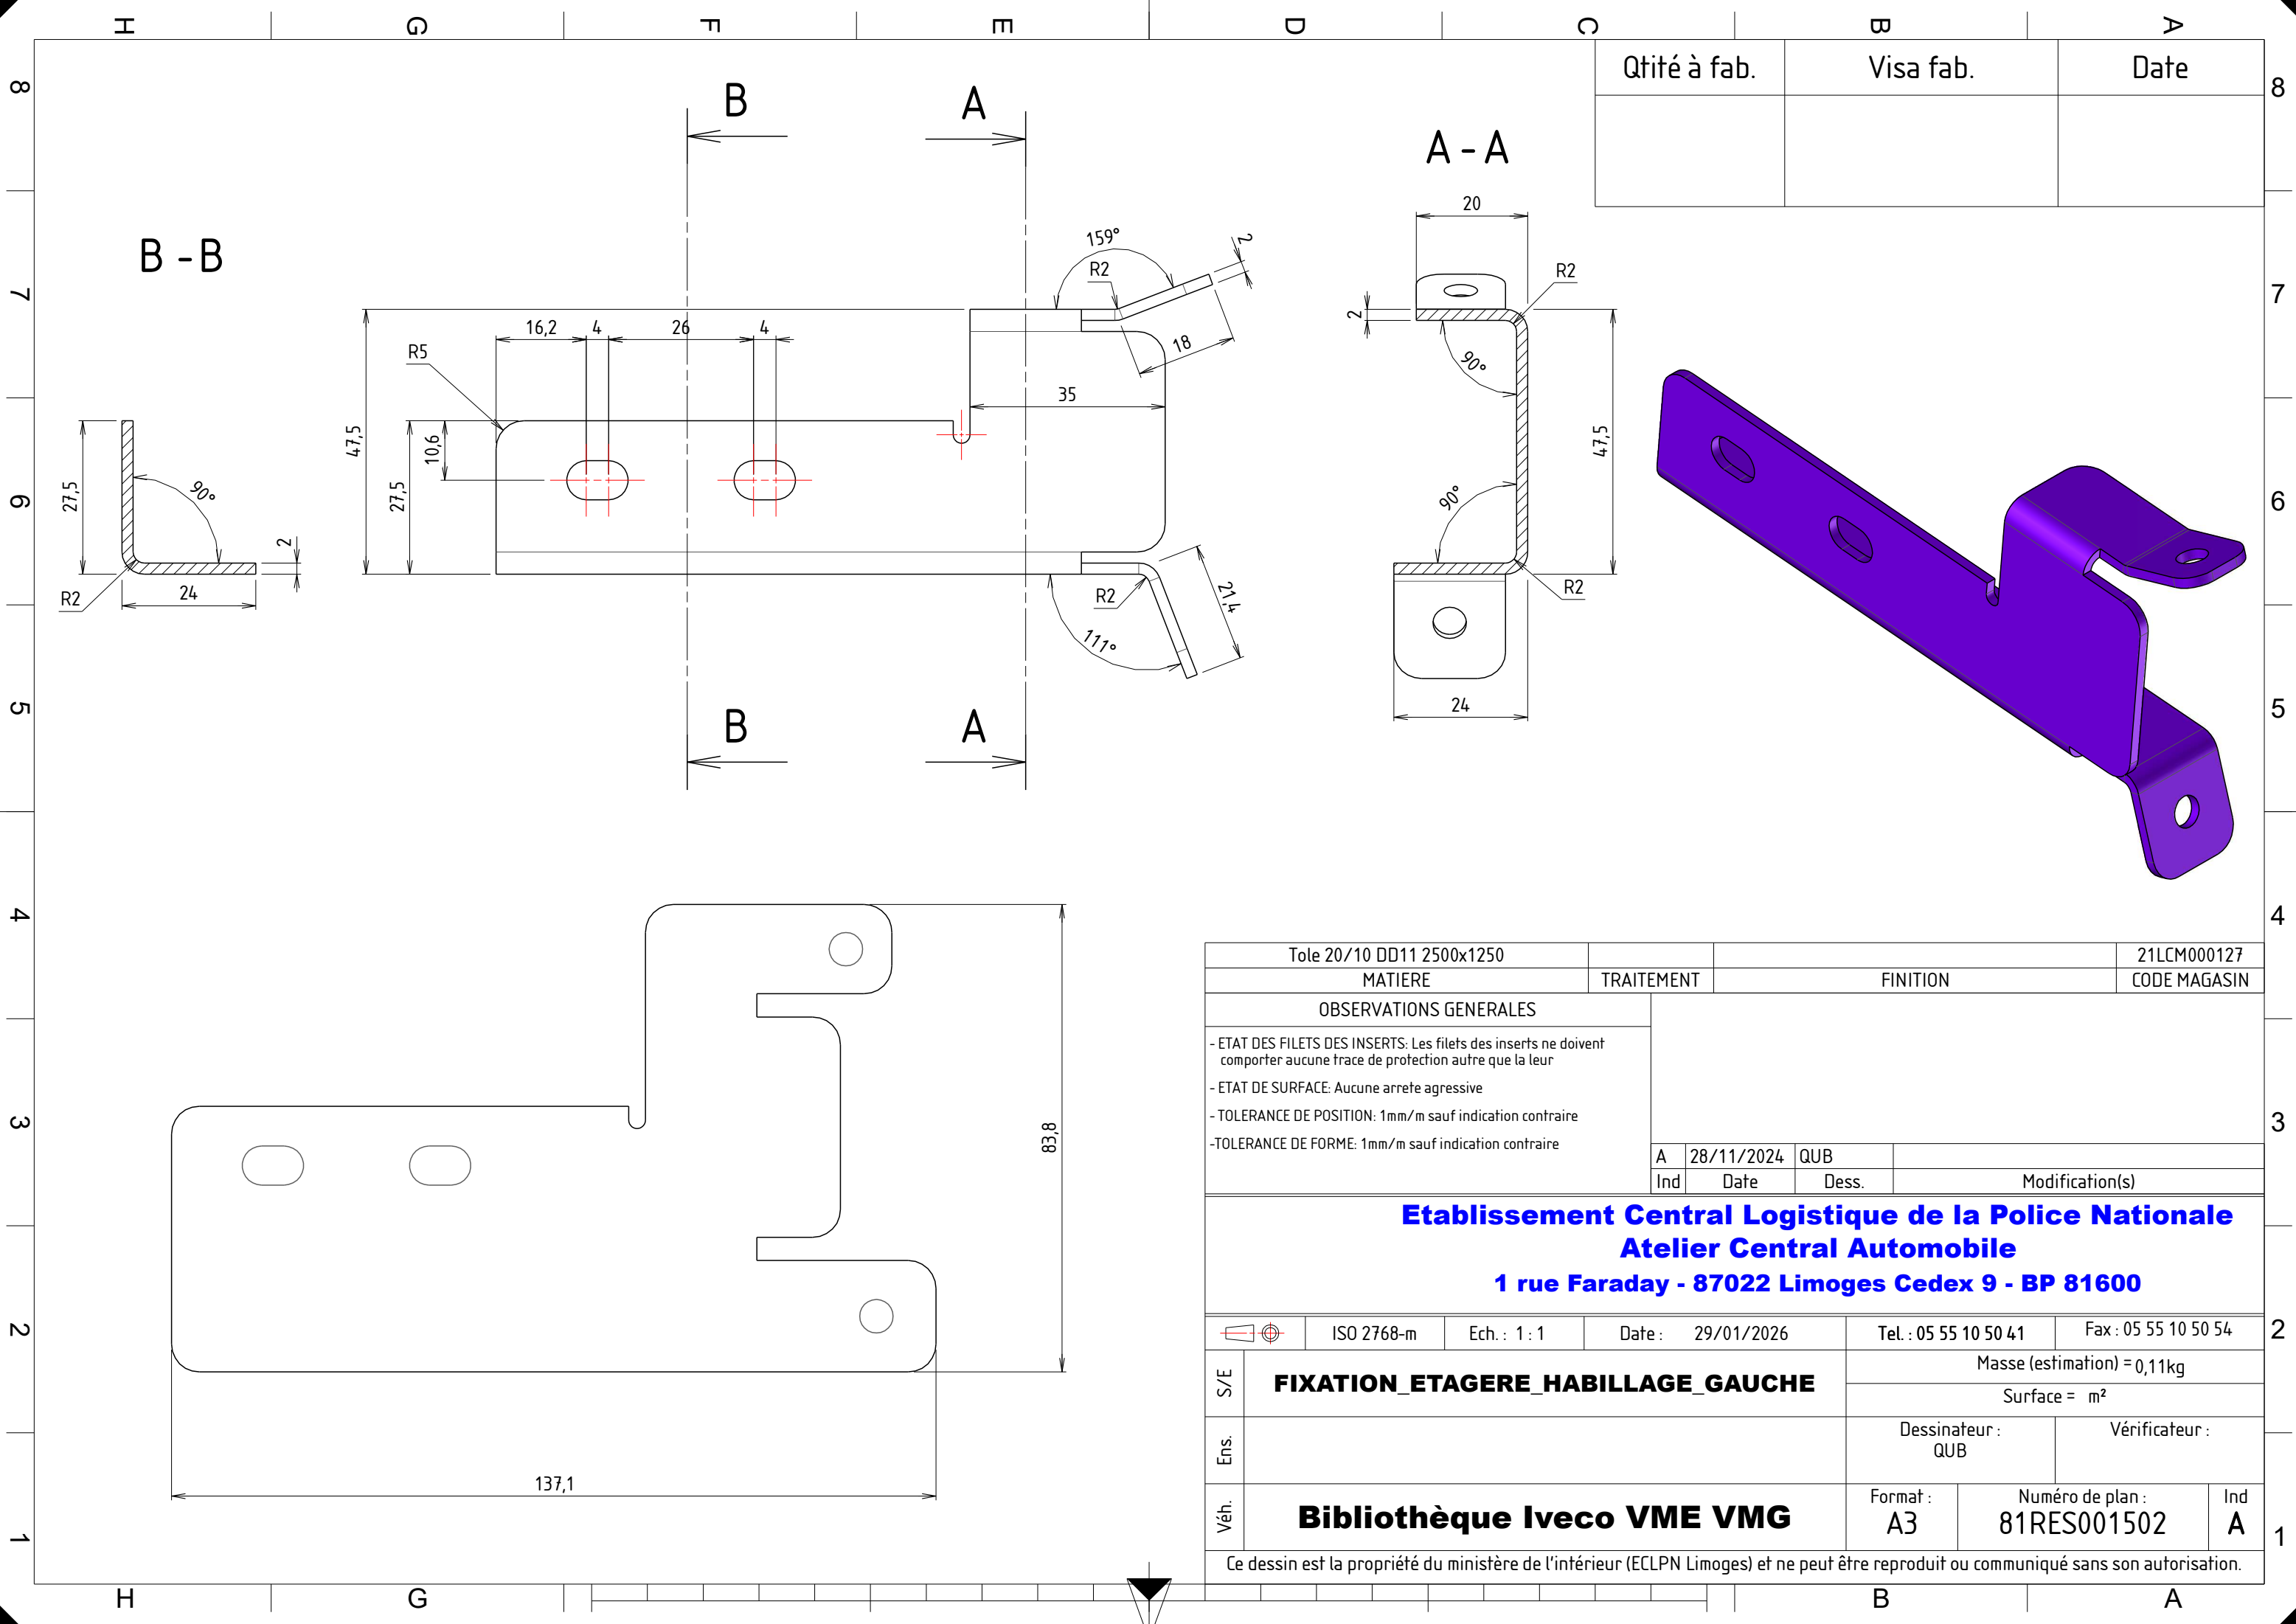 H G F E D C B A
8 7 6 5 4 3 2 1
Qtité à fab. Visa fab. Date
B A
A - A
B - B
20
159°
2
R2
R2
2
16,2 4 26 4
R5
18
90°
35
47,5
10,6
27,5
47,5
27,5
90°
90°
2
R2
24
R2
21,4
111°
R2
24
B A
83,8
137,1
Tole 20/10 DD11 2500x1250 21LCM000127
MATIERE TRAITEMENT FINITION CODE MAGASIN
OBSERVATIONS GENERALES
- ETAT DES FILETS DES INSERTS: Les filets des inserts ne doivent
comporter aucune trace de protection autre que la leur
- ETAT DE SURFACE: Aucune arrete agressive
- TOLERANCE DE POSITION: 1mm/m sauf indication contraire
-TOLERANCE DE FORME: 1mm/m sauf indication contraire
A 28/11/2024 QUB
Ind Date Dess. Modification(s)
Etablissement Central Logistique de la Police Nationale
Atelier Central Automobile
1 rue Faraday - 87022 Limoges Cedex 9 - BP 81600
ISO 2768-m Ech. : 1 : 1 Date : 29/01/2026 Tel. : 05 55 10 50 41 Fax : 05 55 10 50 54
S/E FIXATION_ETAGERE_HABILLAGE_GAUCHE
Masse (estimation) = 0,11kg
Surface = m²
Ens.
Dessinateur :
QUB
Vérificateur :
Véh. Bibliothèque Iveco VME VMG
Format :
A3
Numéro de plan :
81RES001502
Ind
A
Ce dessin est la propriété du ministère de l'intérieur (ECLPN Limoges) et ne peut être reproduit ou communiqué sans son autorisation.
8 7 6 5 4 3 2 1
H G B A